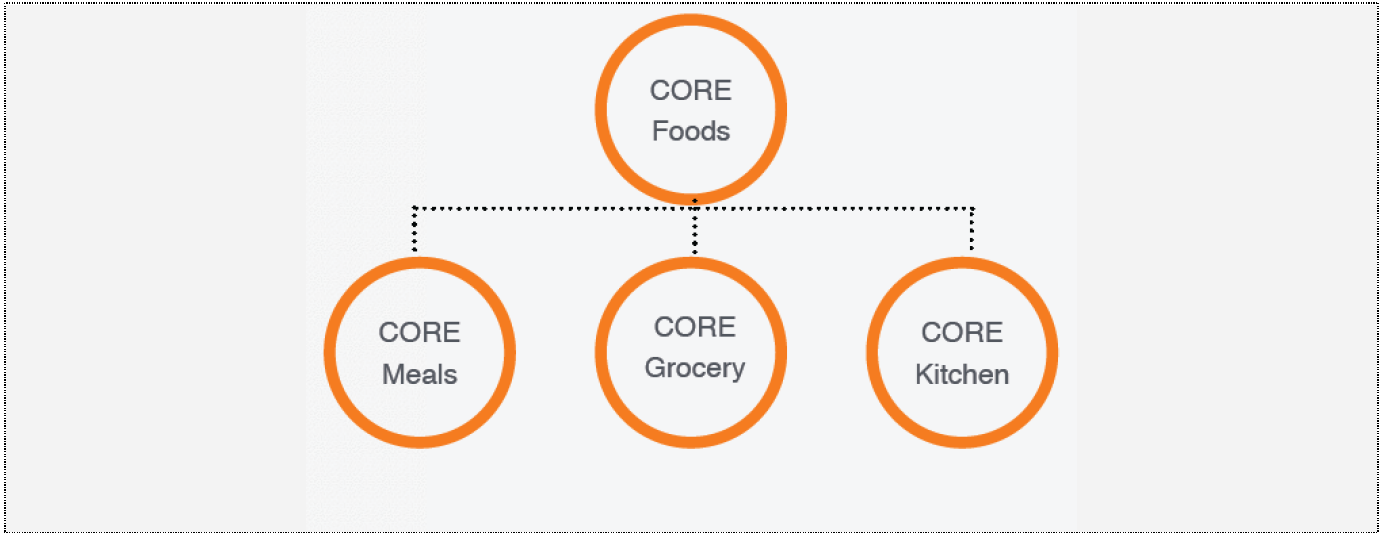 CORE
Foods
CORE
Meals
CORE
Grocery
CORE
Kitchen